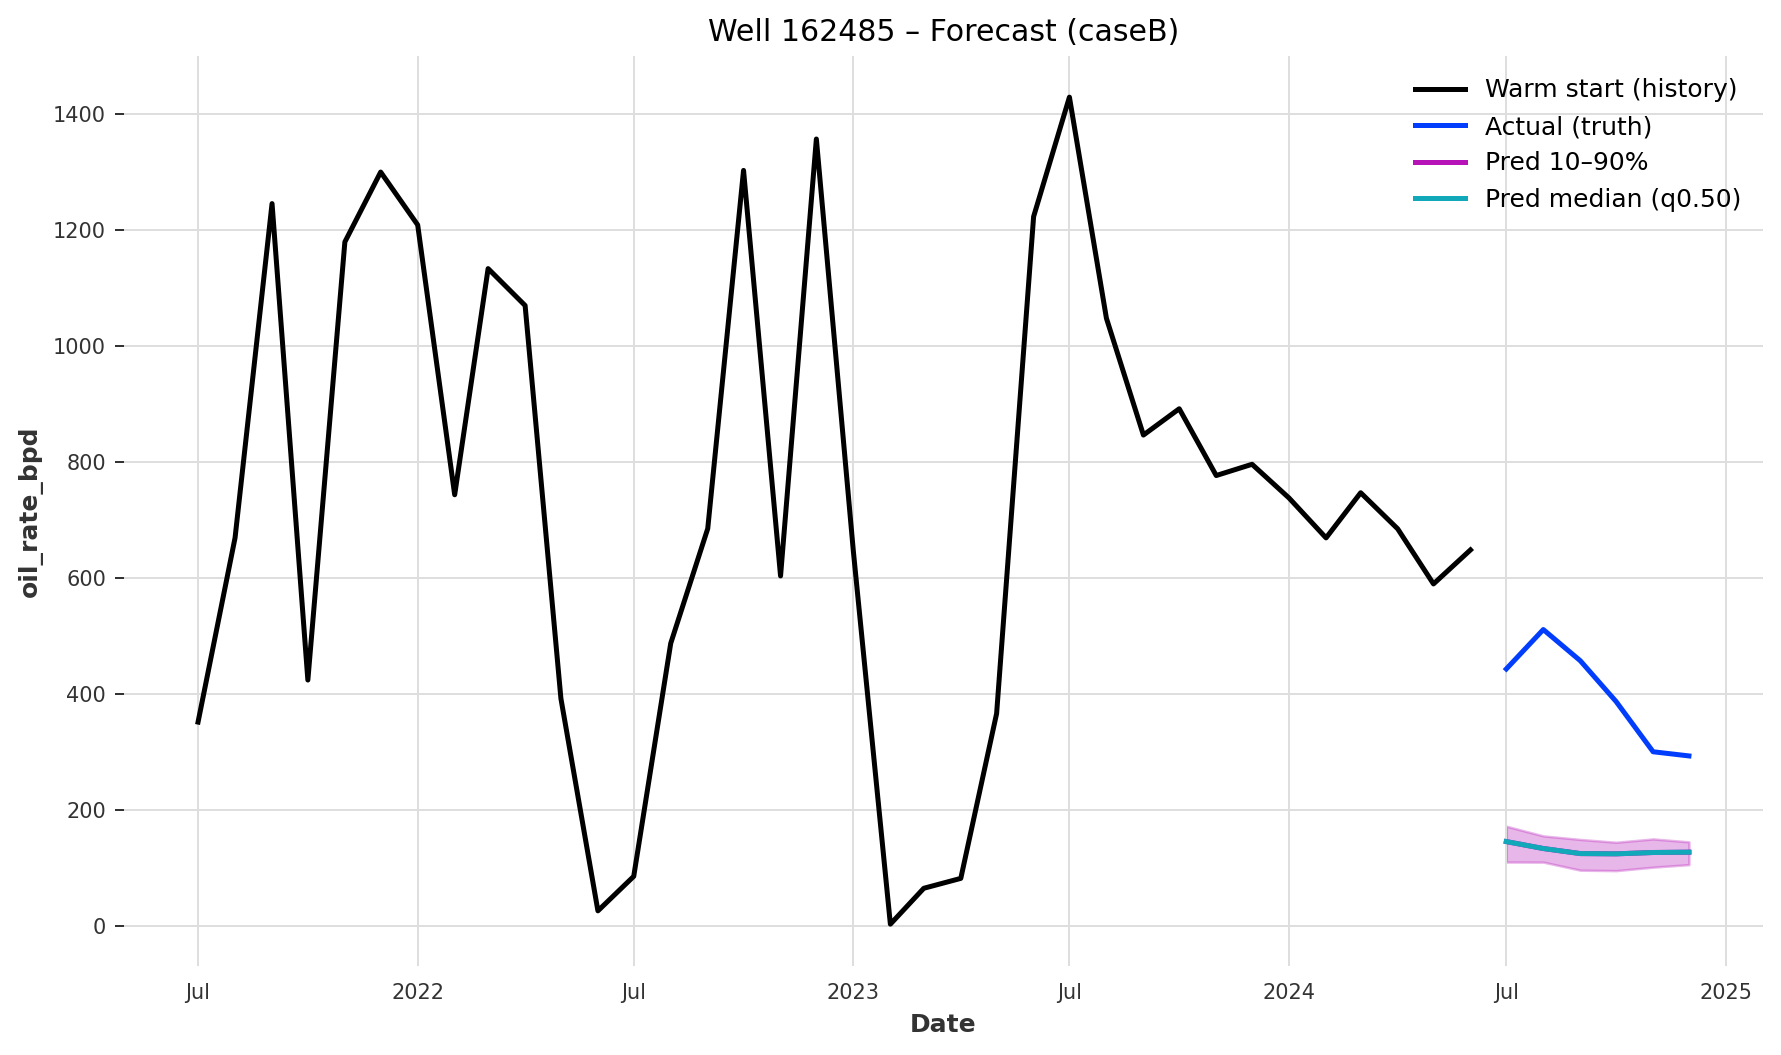 Well 162485 – Forecast (caseB)
Warm start (history)
Actual (truth)
Pred 10–90%
Pred median (q0.50)
oil_rate_bpd
1400
1200
1000
800
600
400
200
0
Jul
2022
Jul
2023
Jul
2024
Jul
2025
Date